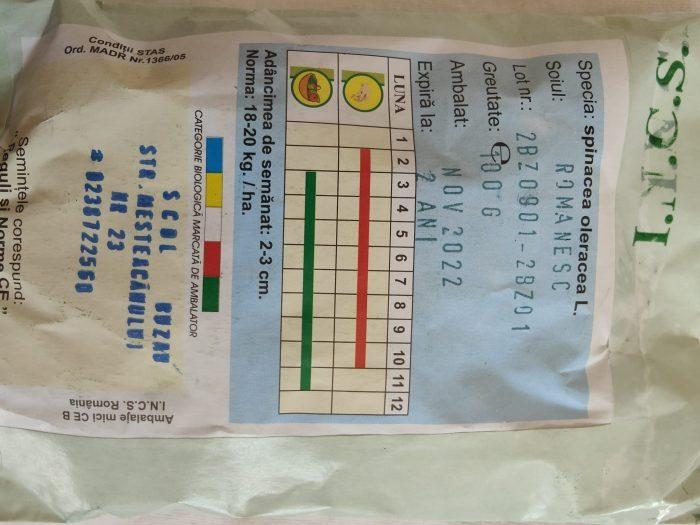 I.N.C.S.
Specia: spinacea oleracea L.
Soiul: ROMANESC
Lot nr.: 2BZ0901-2BZ01
Greutate: e100 G
Ambalat: NOV 2022
Expiră la: 2 ANI
LUNA 1 2 3 4 5 6 7 8 9 10 11 12
Adâncimea de semănat: 2-3 cm.
Norma: 18-20 kg. / ha.
CATEGORIE BIOLOGICĂ MARCATĂ DE AMBALATOR
SCDL BUZAU
STR.MESTEACĂNULUI
NR 23
0238722560
Condiții STAS
Ord. MADR Nr.1366/05
"Semințele corespund:
și Norme CE"
Ambalaje mici CE B
I.N.C.S. România